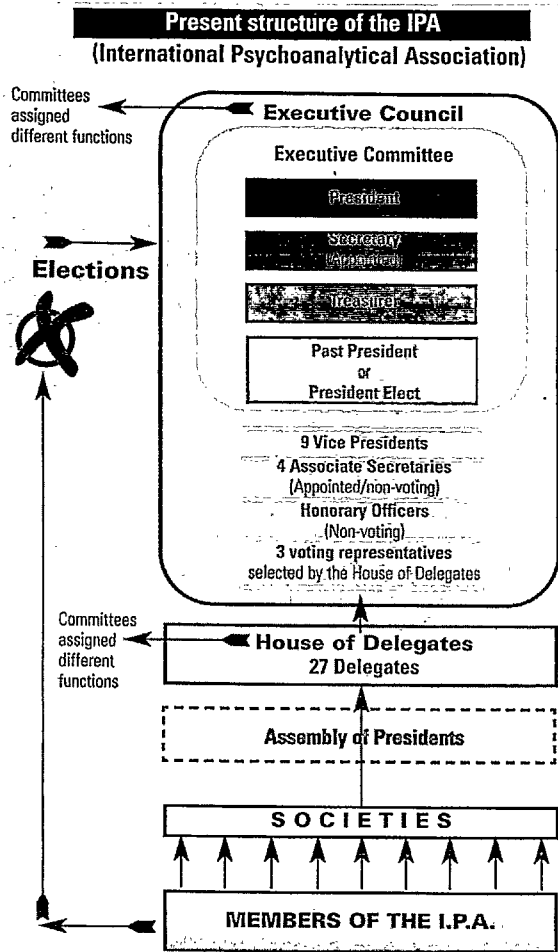 Present structure of the IPA
(International Psychoanalytical Association)
Committees
assigned
different functions
Executive Council
Executive Committee
President
Secretary
(Appointed)
Treasurer
Past President
or
President Elect
Elections
9 Vice Presidents
4 Associate Secretaries
(Appointed/non-voting)
Honorary Officers
(Non-voting)
3 voting representatives
selected by the House of Delegates
Committees
assigned
different
functions
House of Delegates
27 Delegates
Assembly of Presidents
SOCIETIES
MEMBERS OF THE I.P.A.